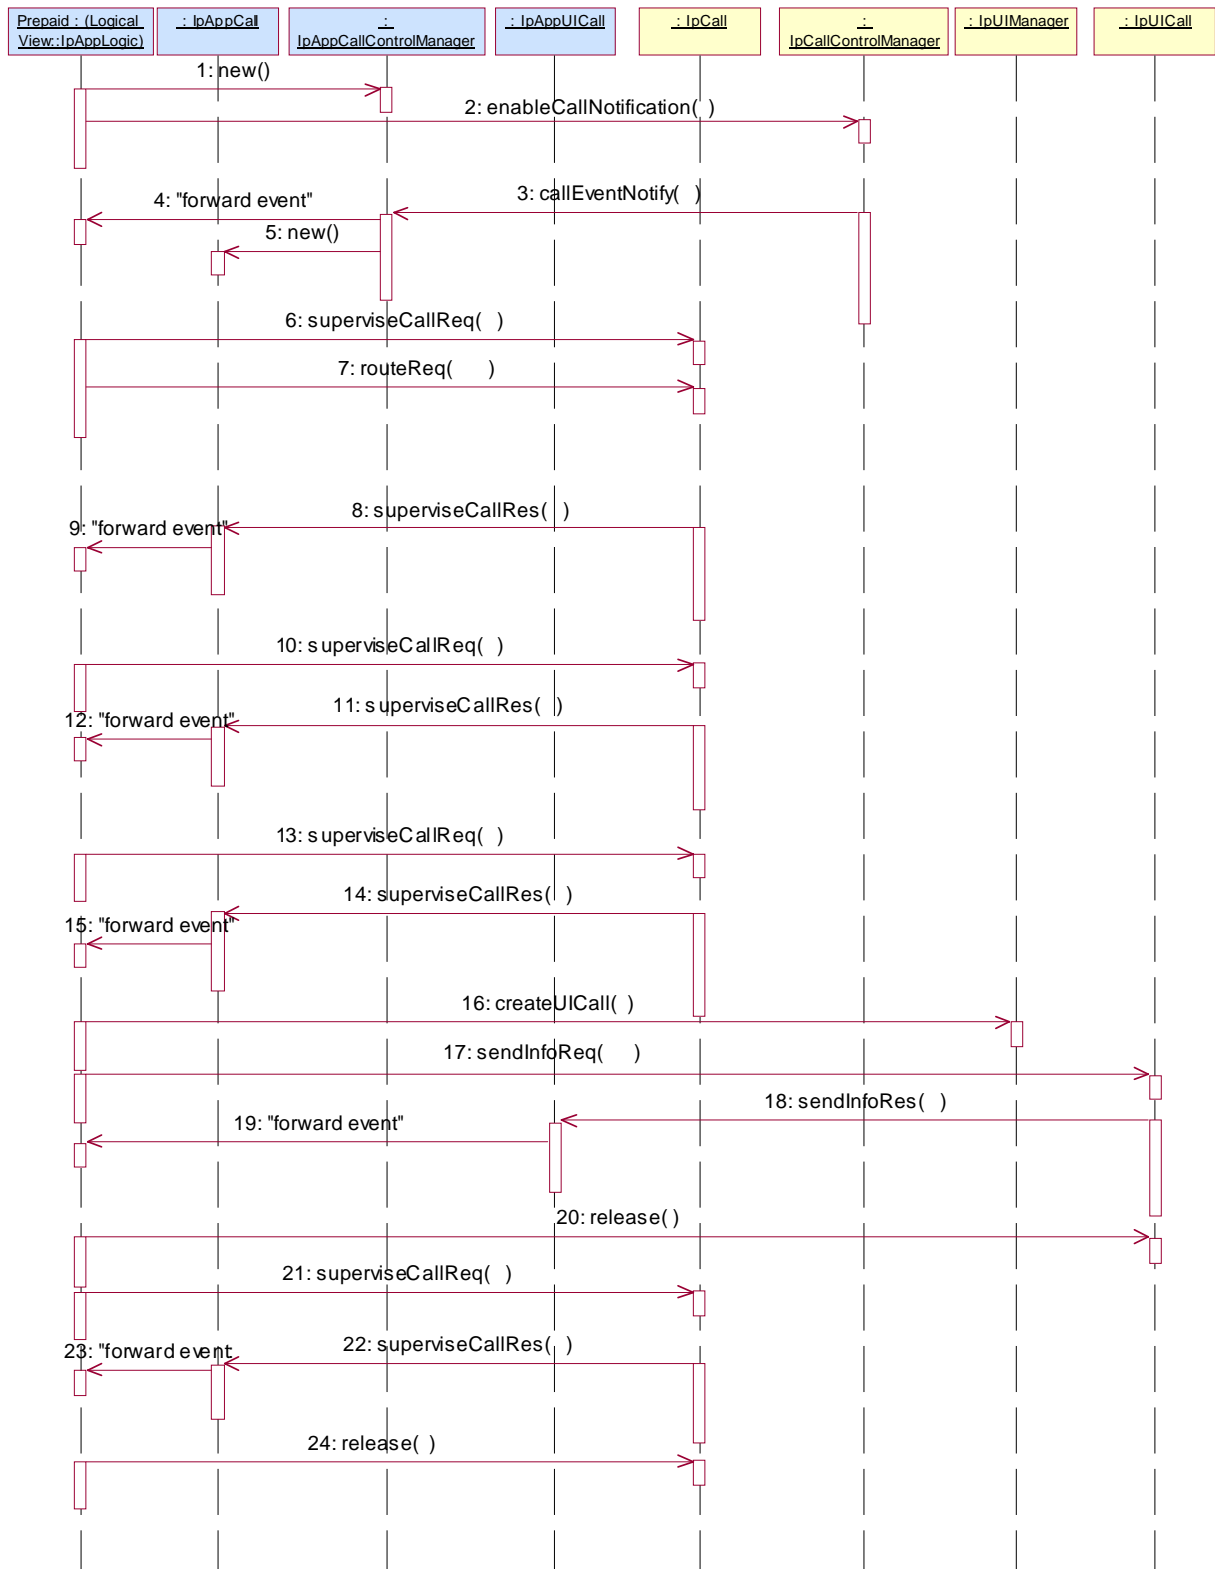 Prepaid : (Logical
View::IpAppLogic)
: IpAppCall
:
IpAppCallControlManager
: IpAppUICall
: IpCall
:
IpCallControlManager
: IpUIManager
: IpUICall
1: new()
2: enableCallNotification( )
3: callEventNotify( )
4: "forward event"
5: new()
6: superviseCallReq( )
7: routeReq( )
8: superviseCallRes( )
9: "forward event"
10: superviseCallReq( )
11: superviseCallRes( )
12: "forward event"
13: superviseCallReq( )
14: superviseCallRes( )
15: "forward event"
16: createUICall( )
17: sendInfoReq( )
18: sendInfoRes( )
19: "forward event"
20: release( )
21: superviseCallReq( )
22: superviseCallRes( )
23: "forward event
24: release( )